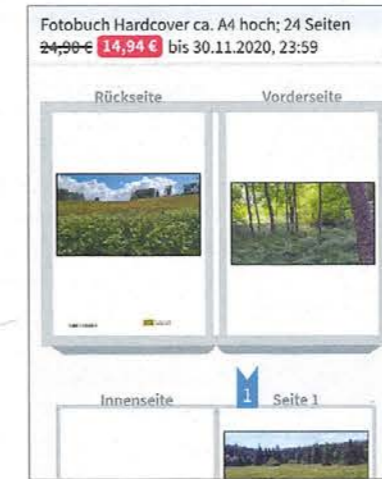 Fotobuch Hardcover ca. A4 hoch; 24 Seiten
24,90 € 14,94 € bis 30.11.2020, 23:59
Rückseite Vorderseite
1
Innenseite Seite 1